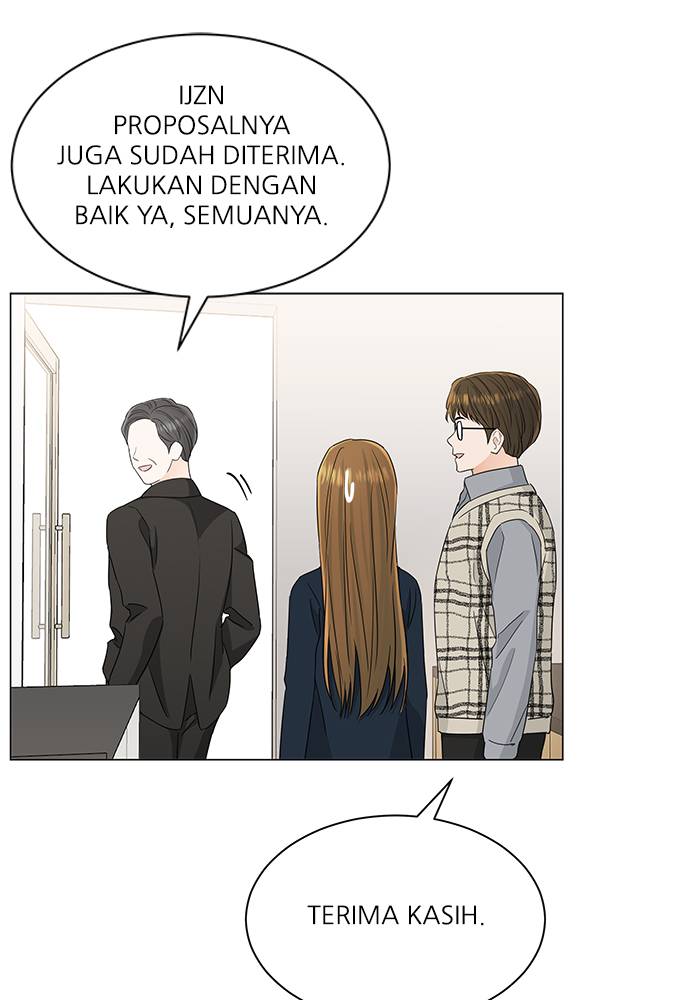 IJZN
PROPOSALNYA
JUGA SUDAH DITERIMA.
LAKUKAN DENGAN
BAIK YA, SEMUANYA.
TERIMA KASIH.